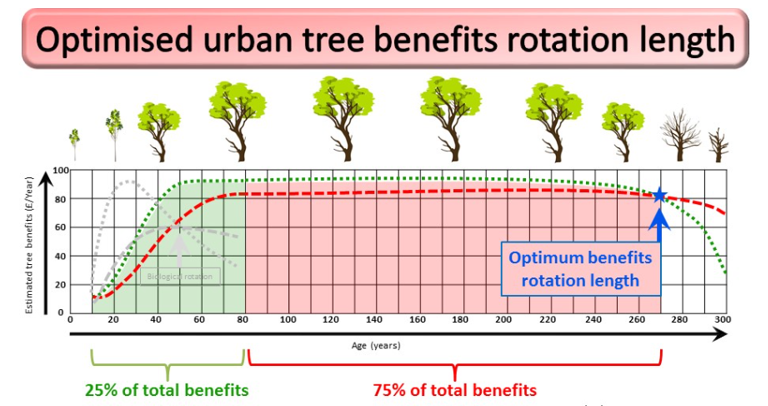 Optimised urban tree benefits rotation length
Estimated tree benefits (£/Year)
100
80
60
40
20
0
Biological rotation
Optimum benefits
rotation length
0 20 40 60 80 100 120 140 160 180 200 220 240 260 280 300
Age (years)
25% of total benefits
75% of total benefits